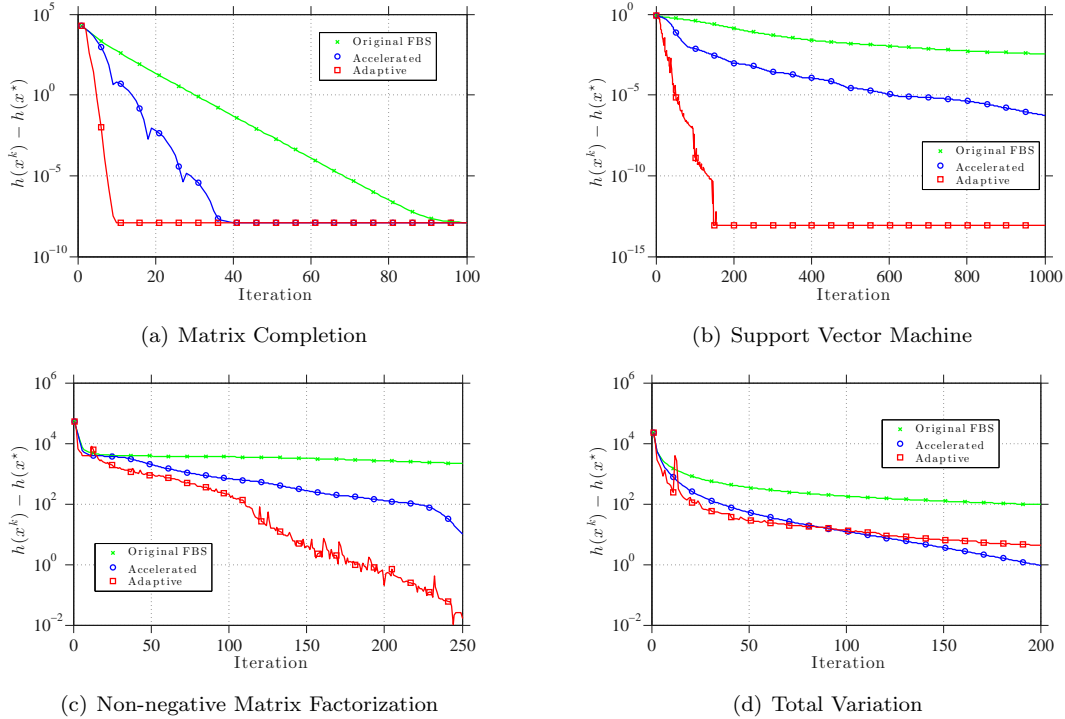 10^5
10^0
10^{-5}
10^{-10}
h(x^k) − h(x^⋆)
Original FBS
Accelerated
Adaptive
0 20 40 60 80 100
Iteration
(a) Matrix Completion
10^0
10^{-5}
10^{-10}
10^{-15}
h(x^k) − h(x^⋆)
Original FBS
Accelerated
Adaptive
0 200 400 600 800 1000
Iteration
(b) Support Vector Machine
10^6
10^4
10^2
10^0
10^{-2}
h(x^k) − h(x^⋆)
Original FBS
Accelerated
Adaptive
0 50 100 150 200 250
Iteration
(c) Non-negative Matrix Factorization
10^6
10^4
10^2
10^0
10^{-2}
h(x^k) − h(x^⋆)
Original FBS
Accelerated
Adaptive
0 50 100 150 200
Iteration
(d) Total Variation